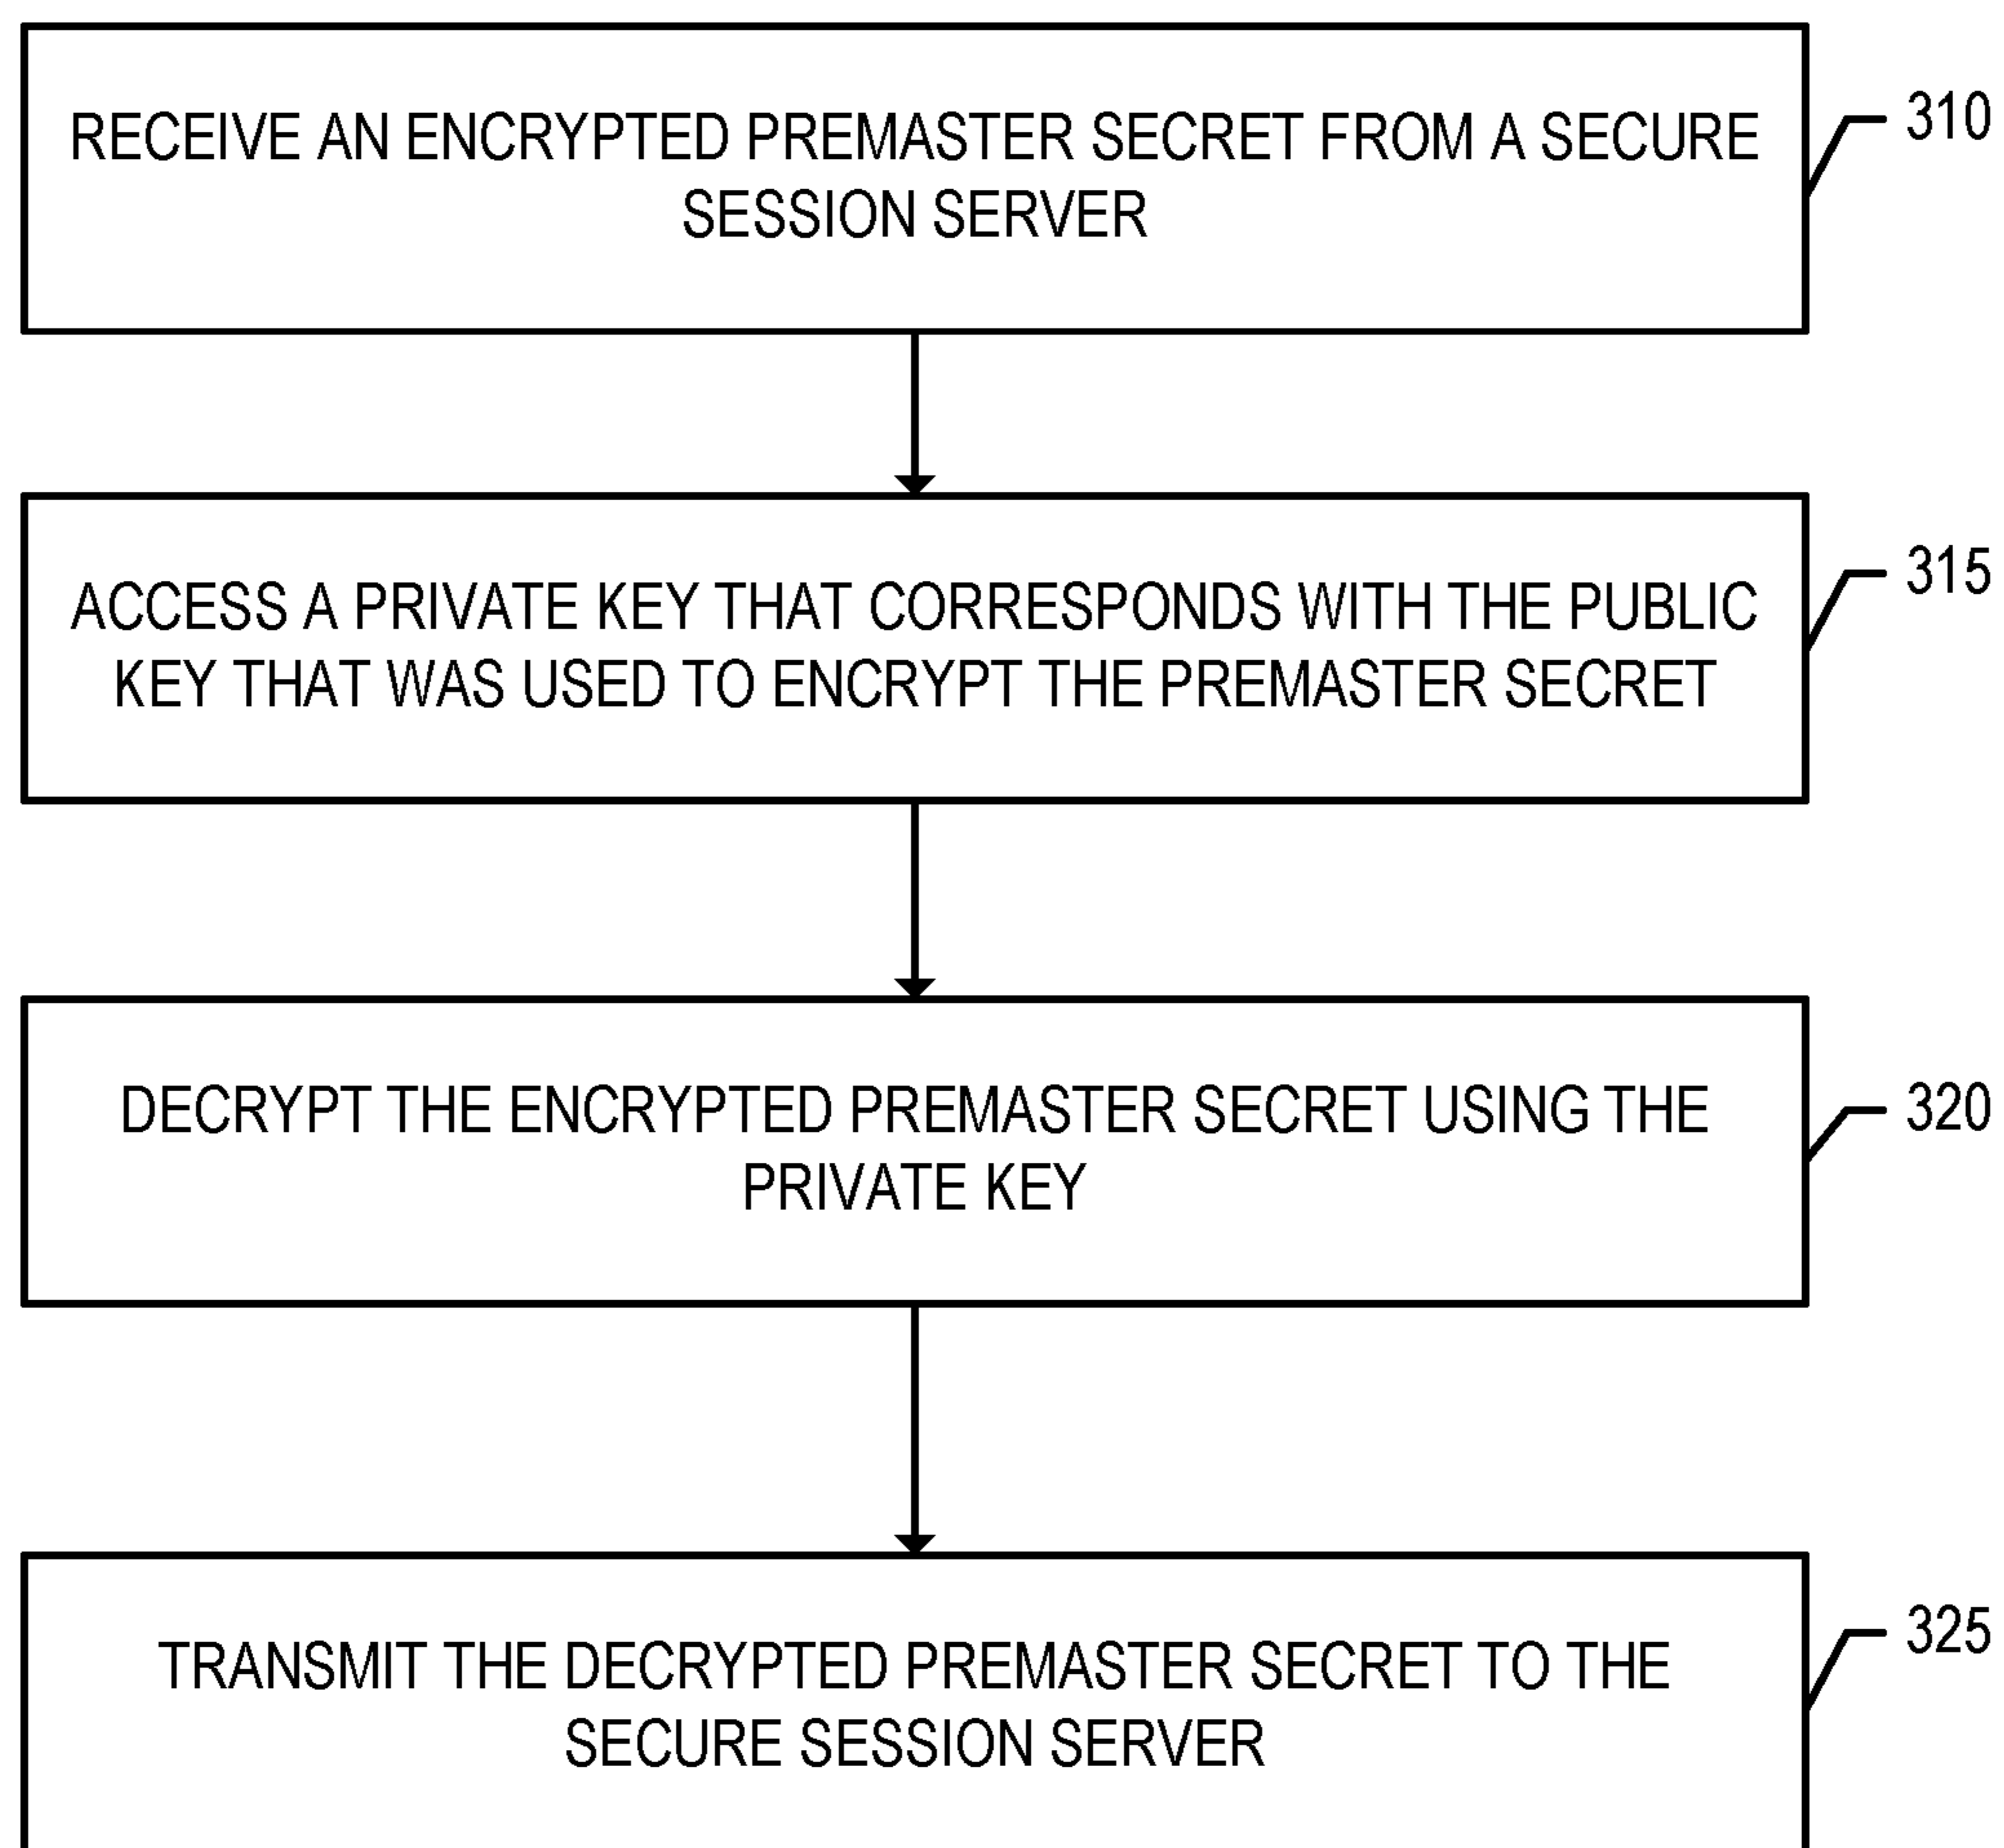 RECEIVE AN ENCRYPTED PREMASTER SECRET FROM A SECURE
SESSION SERVER
310
ACCESS A PRIVATE KEY THAT CORRESPONDS WITH THE PUBLIC
KEY THAT WAS USED TO ENCRYPT THE PREMASTER SECRET
315
DECRYPT THE ENCRYPTED PREMASTER SECRET USING THE
PRIVATE KEY
320
TRANSMIT THE DECRYPTED PREMASTER SECRET TO THE
SECURE SESSION SERVER
325